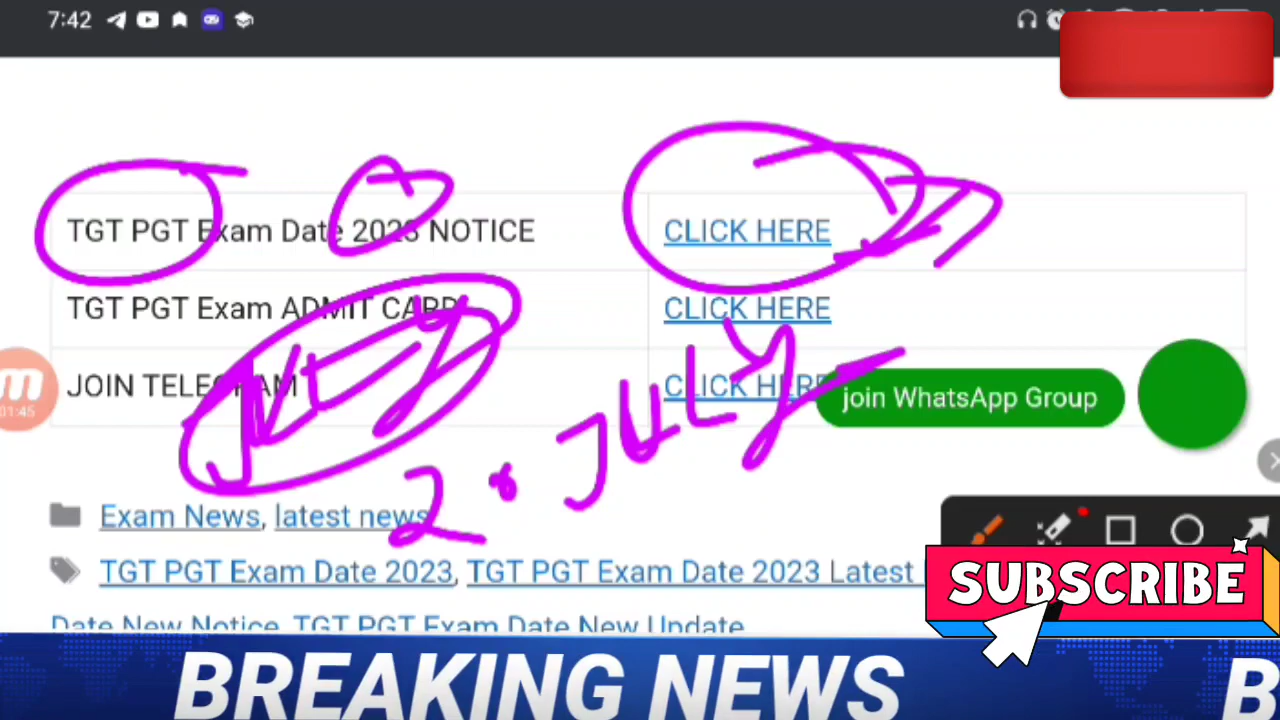 7:42
TGT PGT Exam Date 2023 NOTICE CLICK HERE
TGT PGT Exam ADMIT CARD CLICK HERE
JOIN TELEGRAM CLICK HERE
join WhatsApp Group
01:45
2. JULY
Exam News, latest news
TGT PGT Exam Date 2023, TGT PGT Exam Date 2023 Latest
Date New Notice, TGT PGT Exam Date New Update
SUBSCRIBE
BREAKING NEWS B